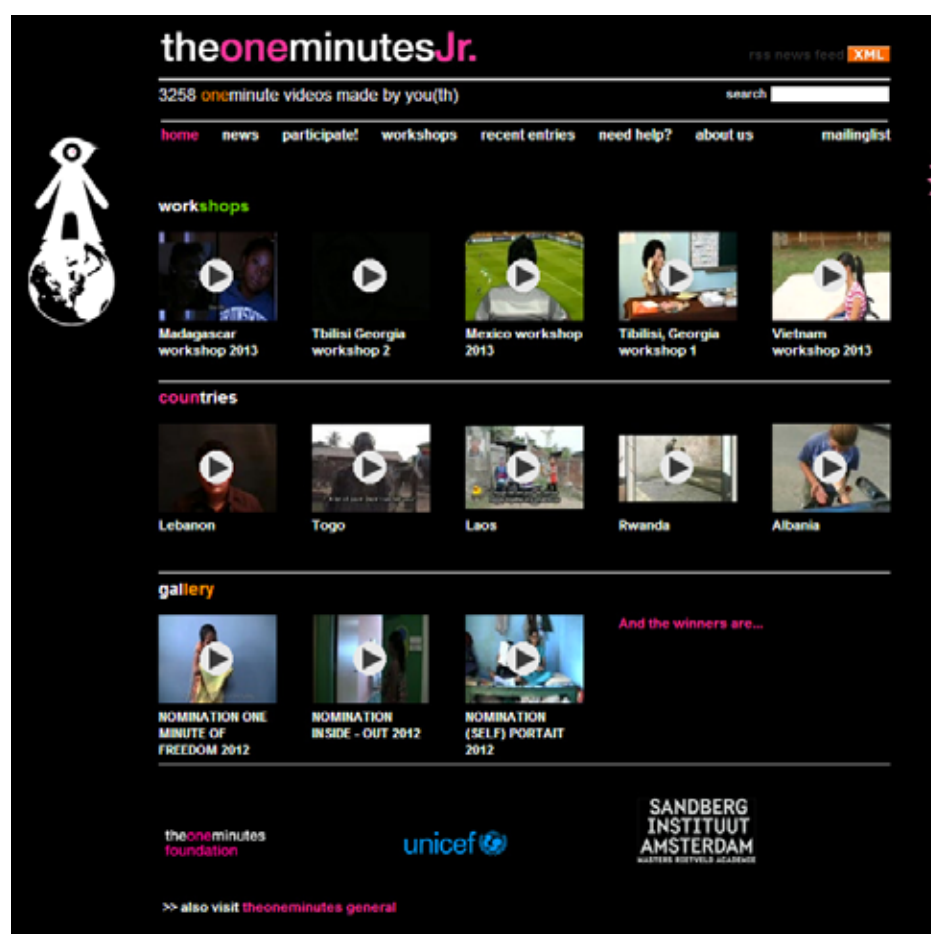 theoneminutesJr.
rss news feed XML
3258 oneminute videos made by you(th)
search
home news participate! workshops recent entries need help? about us mailinglist
workshops
Madagascar workshop 2013
Tbilisi Georgia workshop 2
Mexico workshop 2013
Tibilisi, Georgia workshop 1
Vietnam workshop 2013
countries
Lebanon
Togo
Laos
Rwanda
Albania
gallery
And the winners are...
NOMINATION ONE MINUTE OF FREEDOM 2012
NOMINATION INSIDE - OUT 2012
NOMINATION (SELF) PORTAIT 2012
theoneminutes
foundation
unicef
SANDBERG
INSTITUUT
AMSTERDAM
MASTERS RIETVELD ACADEMIE
>> also visit theoneminutes general